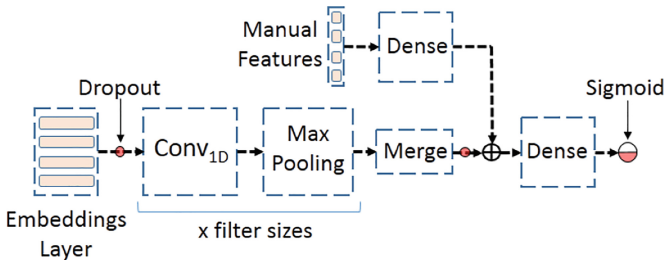 Manual
Features
Dense
Dropout
Sigmoid
Conv1D
Max
Pooling
Merge
Dense
Embeddings
Layer
x filter sizes